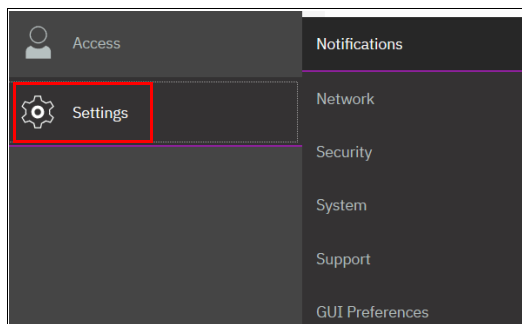 Access
Settings
Notifications
Network
Security
System
Support
GUI Preferences